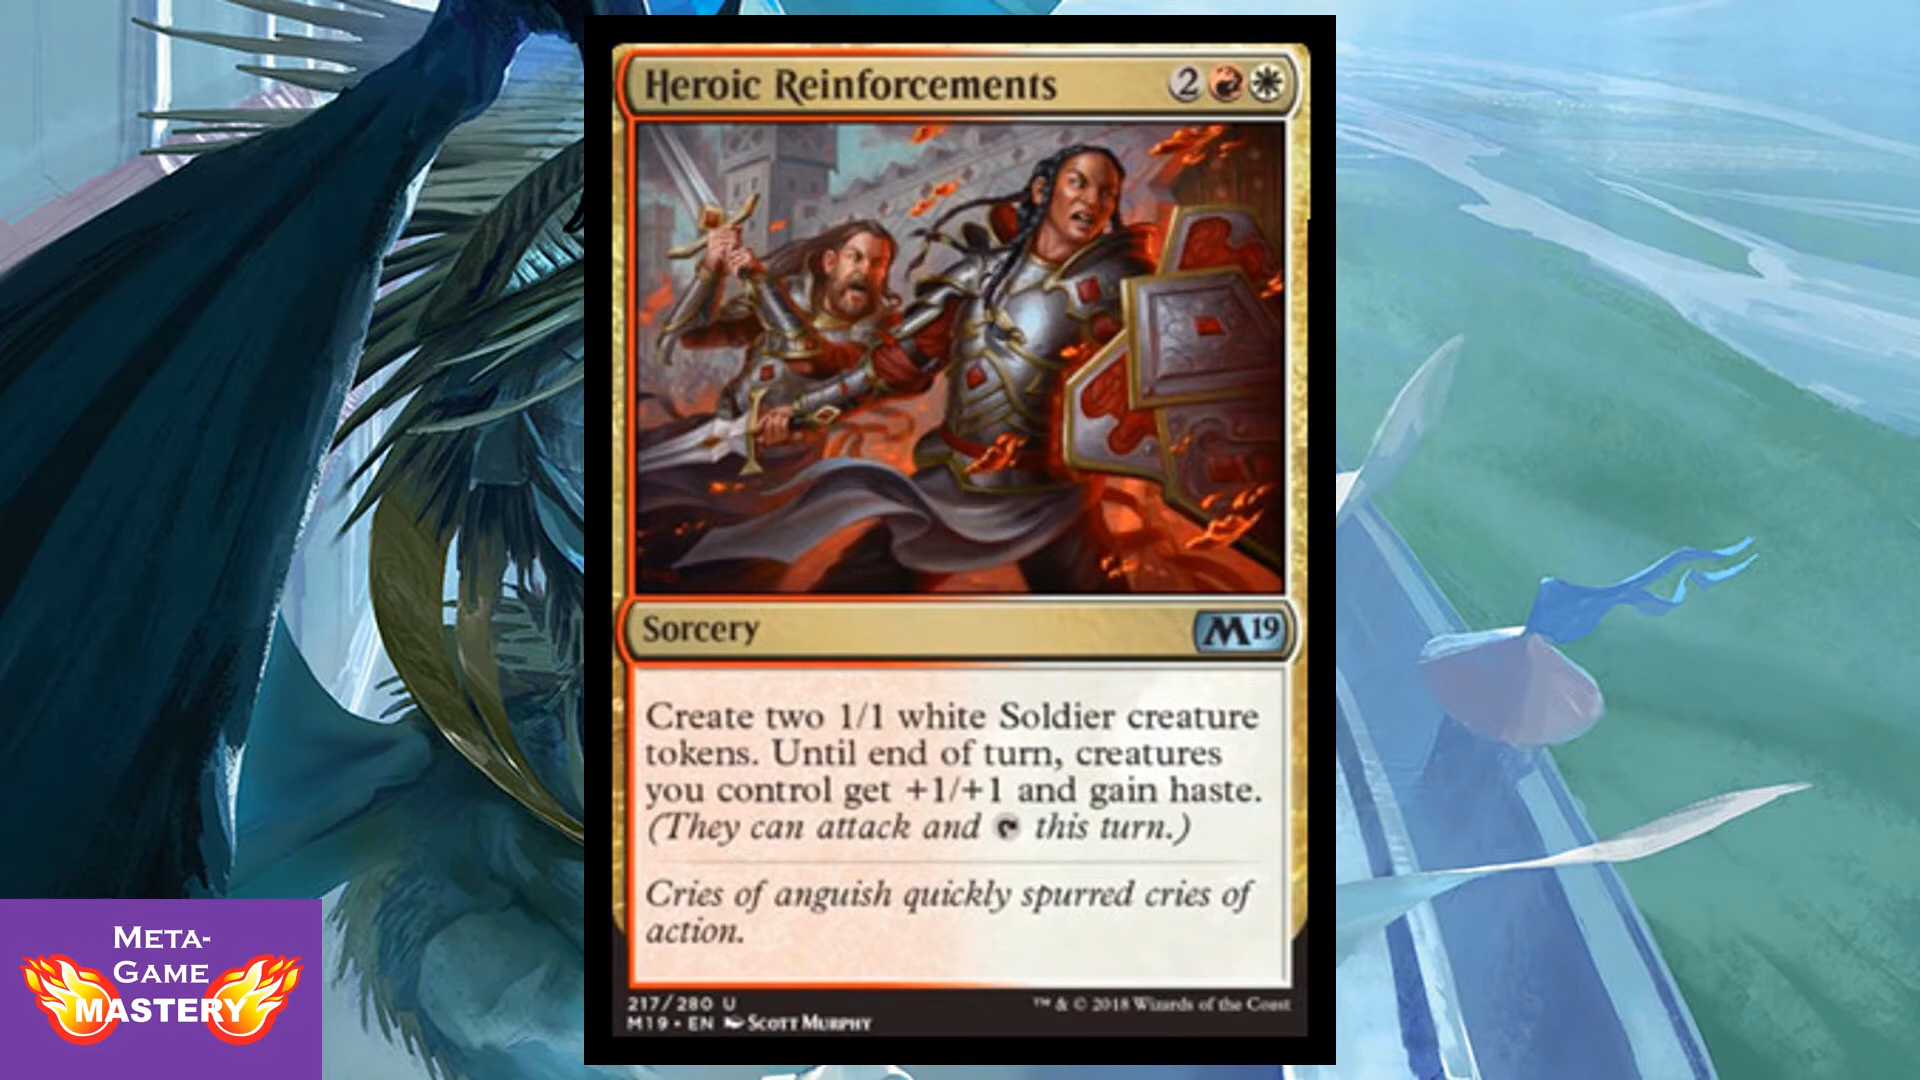 Heroic Reinforcements 2
Sorcery M19
Create two 1/1 white Soldier creature
tokens. Until end of turn, creatures
you control get +1/+1 and gain haste.
(They can attack and this turn.)
Cries of anguish quickly spurred cries of
action.
217/280 U
™ & © 2018 Wizards of the Coast
M19 • EN Scott Murphy
Meta-
Game
MASTERY